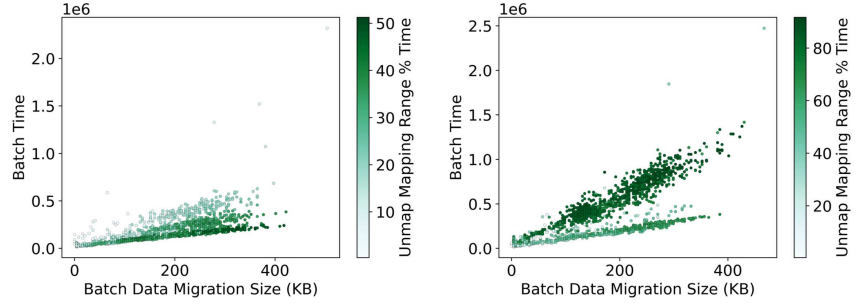 1e6
2.0
1.5
1.0
0.5
0.0
Batch Time
0 200 400
Batch Data Migration Size (KB)
50
40
30
20
10
Unmap Mapping Range % Time
1e6
2.5
2.0
1.5
1.0
0.5
0.0
Batch Time
0 200 400
Batch Data Migration Size (KB)
80
60
40
20
Unmap Mapping Range % Time